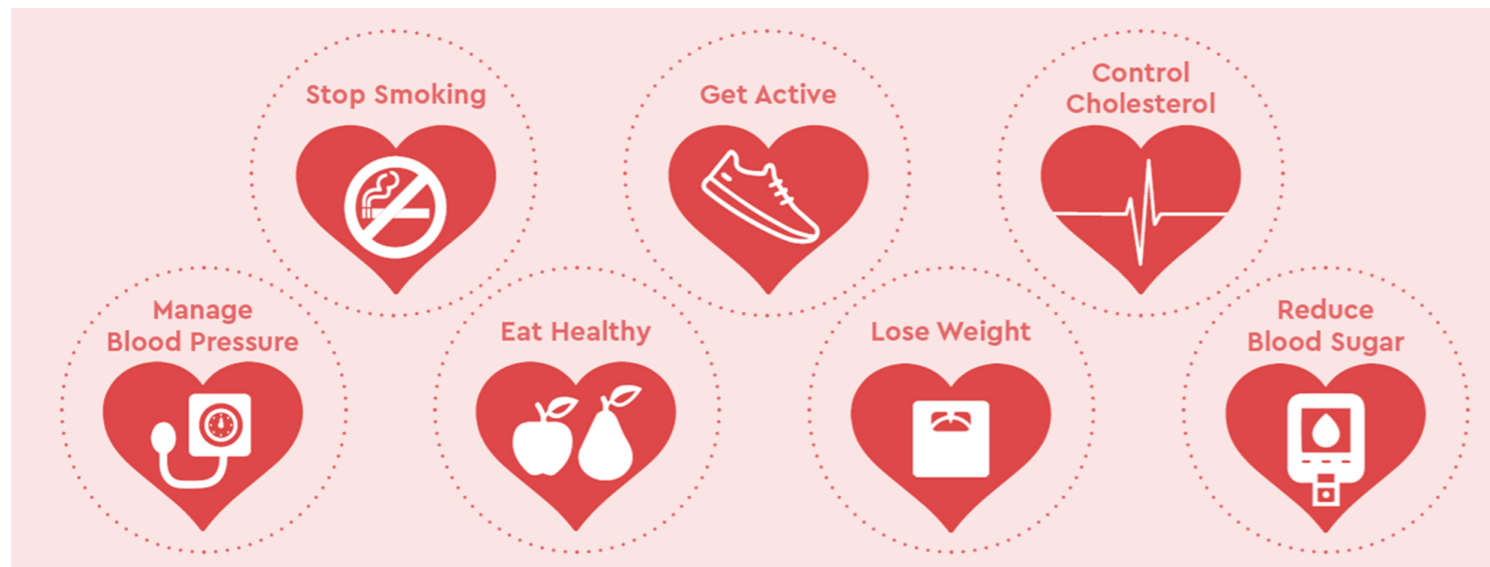 Stop Smoking
Get Active
Control
Cholesterol
Manage
Blood Pressure
Eat Healthy
Lose Weight
Reduce
Blood Sugar